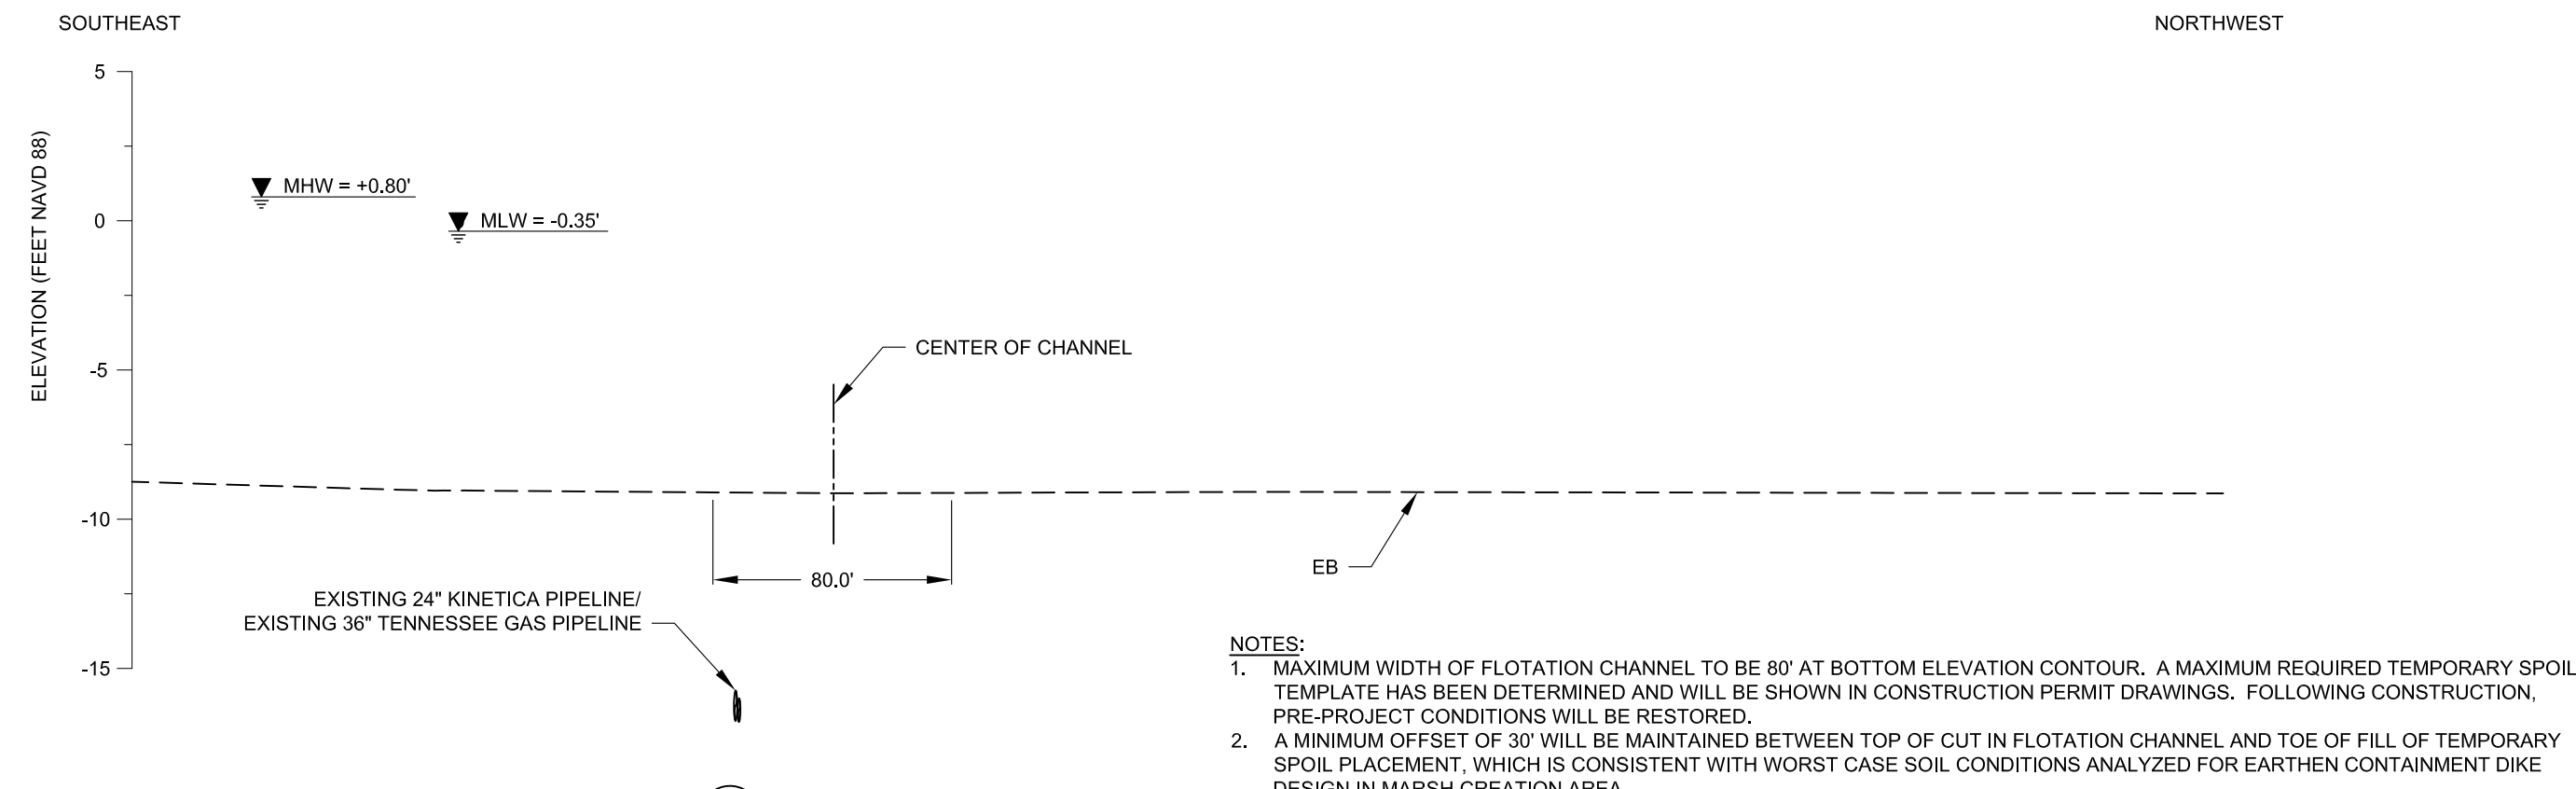 SOUTHEAST
NORTHWEST
5
ELEVATION (FEET NAVD 88)
MHW = +0.80'
0
MLW = -0.35'
CENTER OF CHANNEL
-5
-10
80.0'
EB
EXISTING 24" KINETICA PIPELINE/
EXISTING 36" TENNESSEE GAS PIPELINE
-15
NOTES:
1. MAXIMUM WIDTH OF FLOTATION CHANNEL TO BE 80' AT BOTTOM ELEVATION CONTOUR. A MAXIMUM REQUIRED TEMPORARY SPOIL
TEMPLATE HAS BEEN DETERMINED AND WILL BE SHOWN IN CONSTRUCTION PERMIT DRAWINGS. FOLLOWING CONSTRUCTION,
PRE-PROJECT CONDITIONS WILL BE RESTORED.
2. A MINIMUM OFFSET OF 30' WILL BE MAINTAINED BETWEEN TOP OF CUT IN FLOTATION CHANNEL AND TOE OF FILL OF TEMPORARY
SPOIL PLACEMENT, WHICH IS CONSISTENT WITH WORST CASE SOIL CONDITIONS ANALYZED FOR EARTHEN CONTAINMENT DIKE
DESIGN IN MARSH CREATION AREA